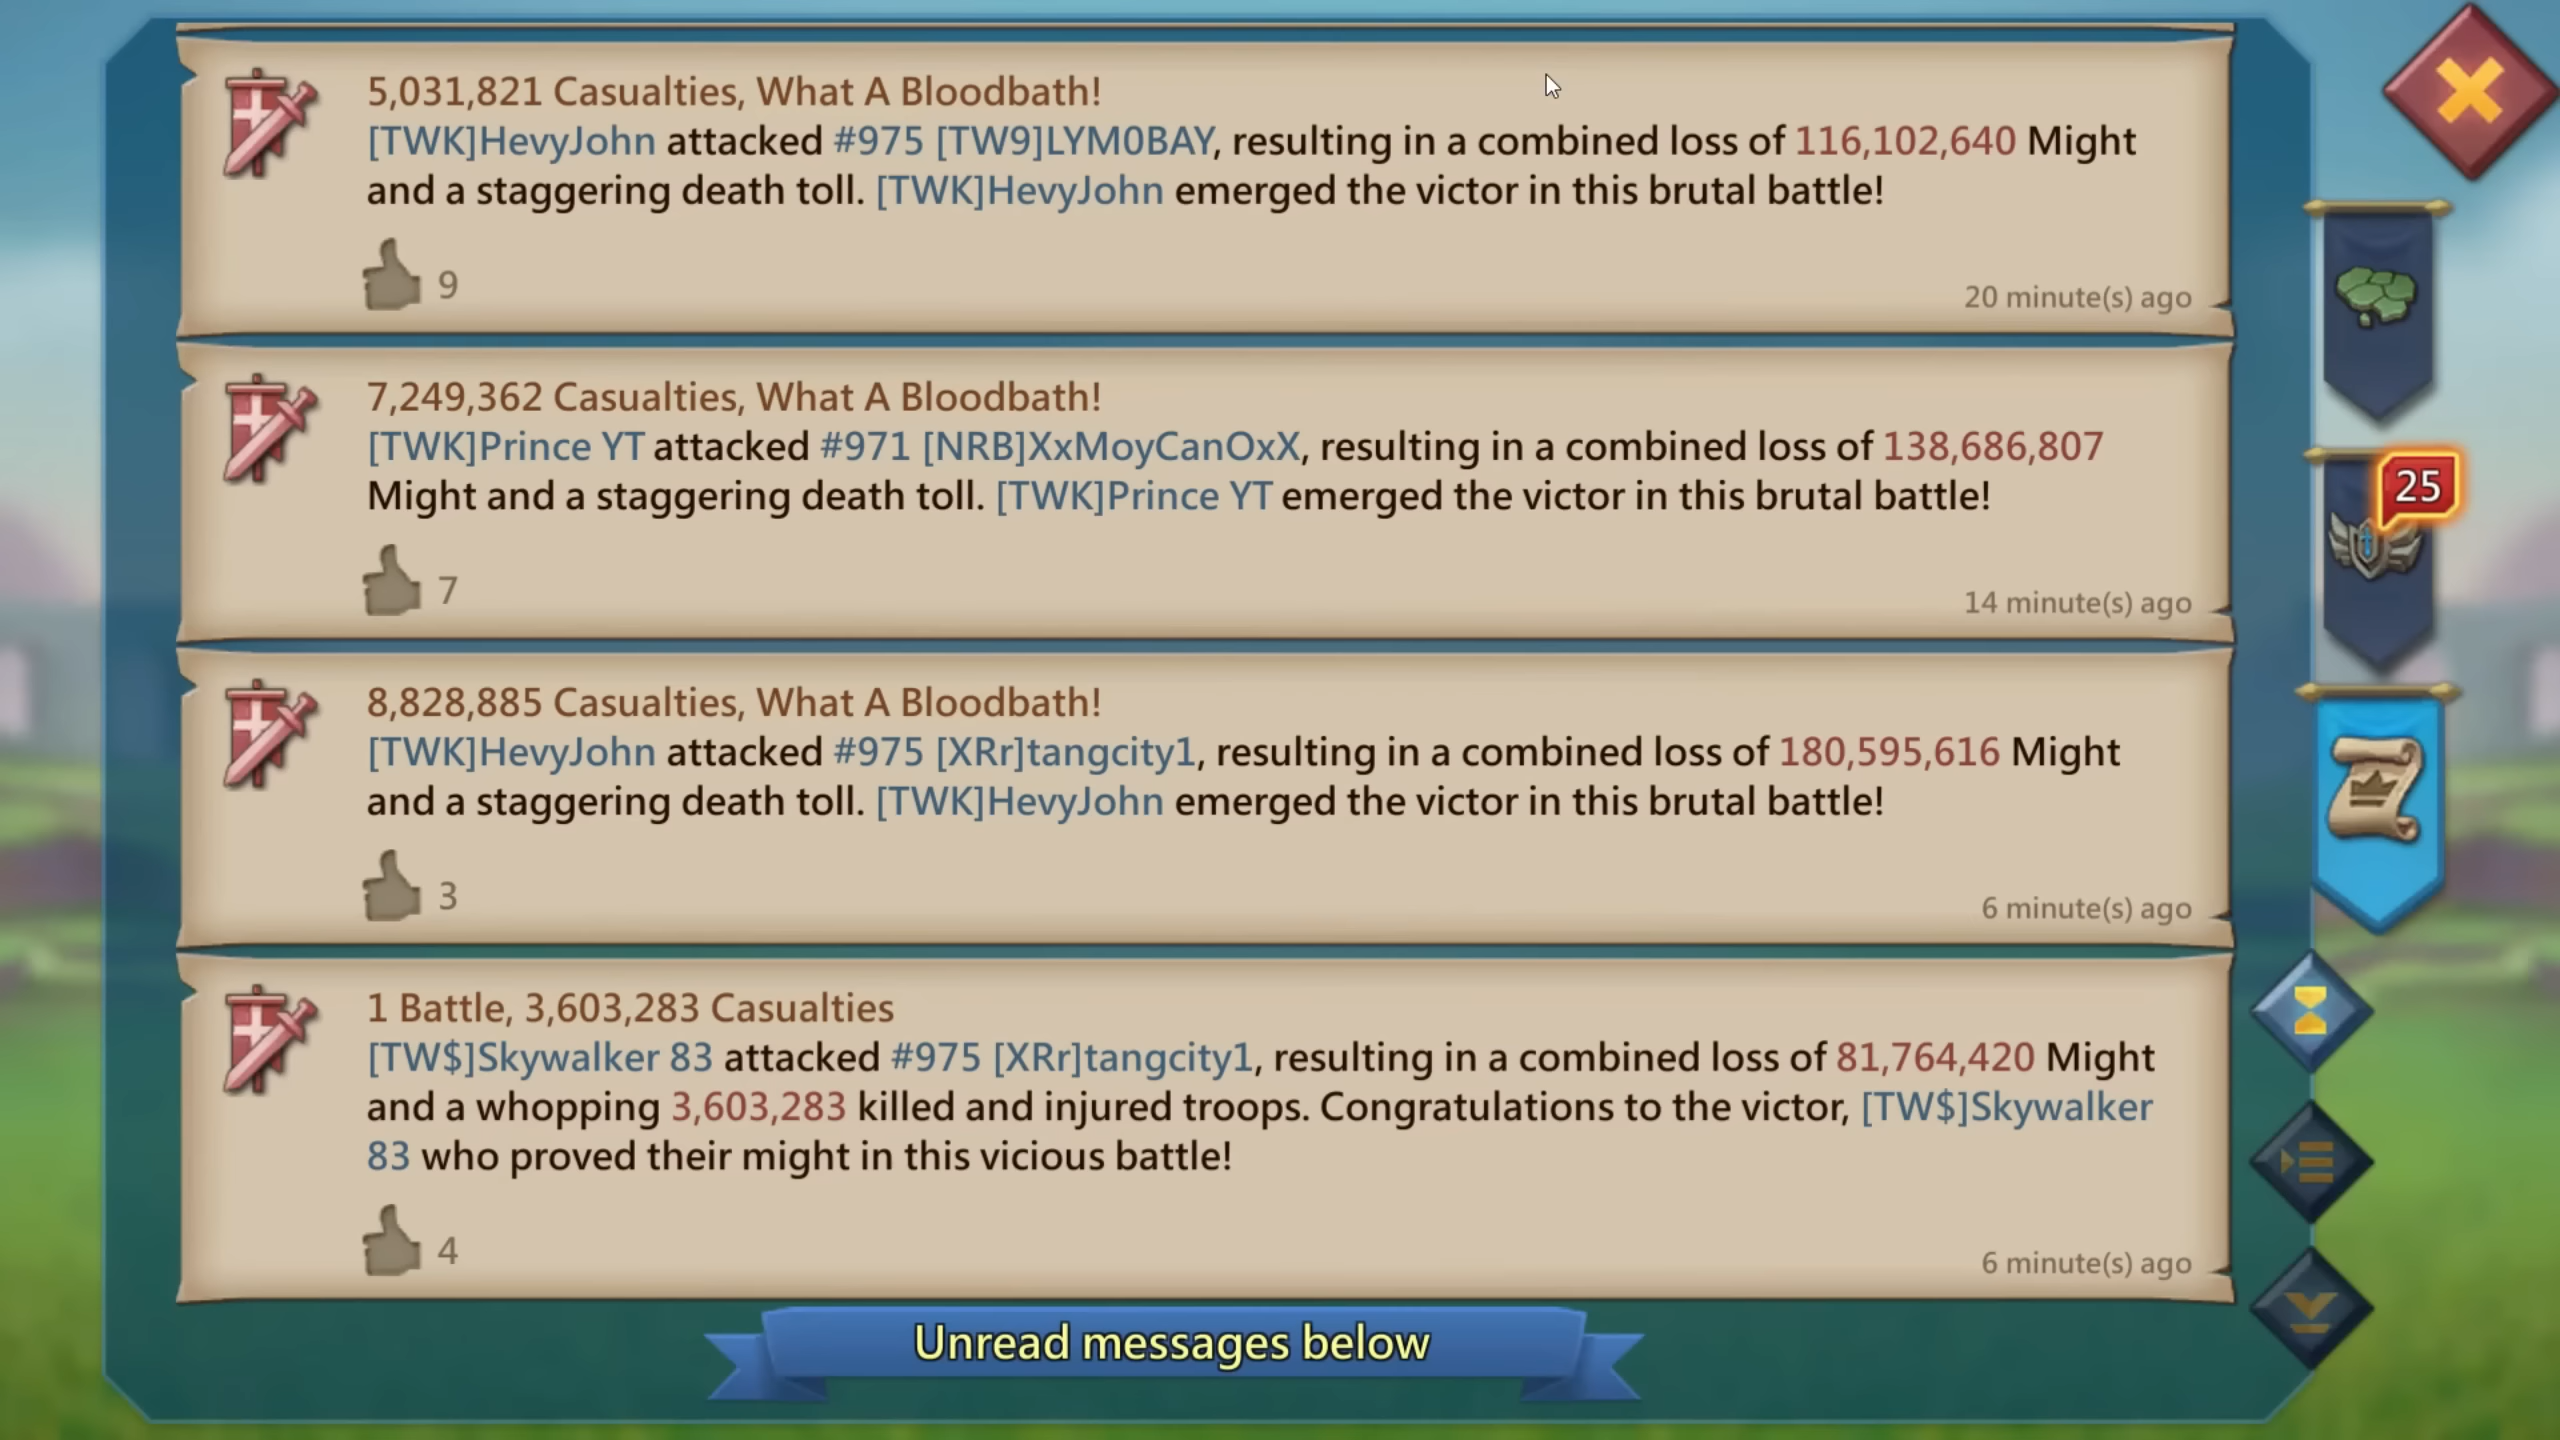 5,031,821 Casualties, What A Bloodbath!
[TWK]HevyJohn attacked #975 [TW9]LYM0BAY, resulting in a combined loss of 116,102,640 Might
and a staggering death toll. [TWK]HevyJohn emerged the victor in this brutal battle!
9
20 minute(s) ago
7,249,362 Casualties, What A Bloodbath!
[TWK]Prince YT attacked #971 [NRB]XxMoyCanOxX, resulting in a combined loss of 138,686,807
Might and a staggering death toll. [TWK]Prince YT emerged the victor in this brutal battle!
7
14 minute(s) ago
25
8,828,885 Casualties, What A Bloodbath!
[TWK]HevyJohn attacked #975 [XRr]tangcity1, resulting in a combined loss of 180,595,616 Might
and a staggering death toll. [TWK]HevyJohn emerged the victor in this brutal battle!
3
6 minute(s) ago
1 Battle, 3,603,283 Casualties
[TW$]Skywalker 83 attacked #975 [XRr]tangcity1, resulting in a combined loss of 81,764,420 Might
and a whopping 3,603,283 killed and injured troops. Congratulations to the victor, [TW$]Skywalker
83 who proved their might in this vicious battle!
4
6 minute(s) ago
Unread messages below